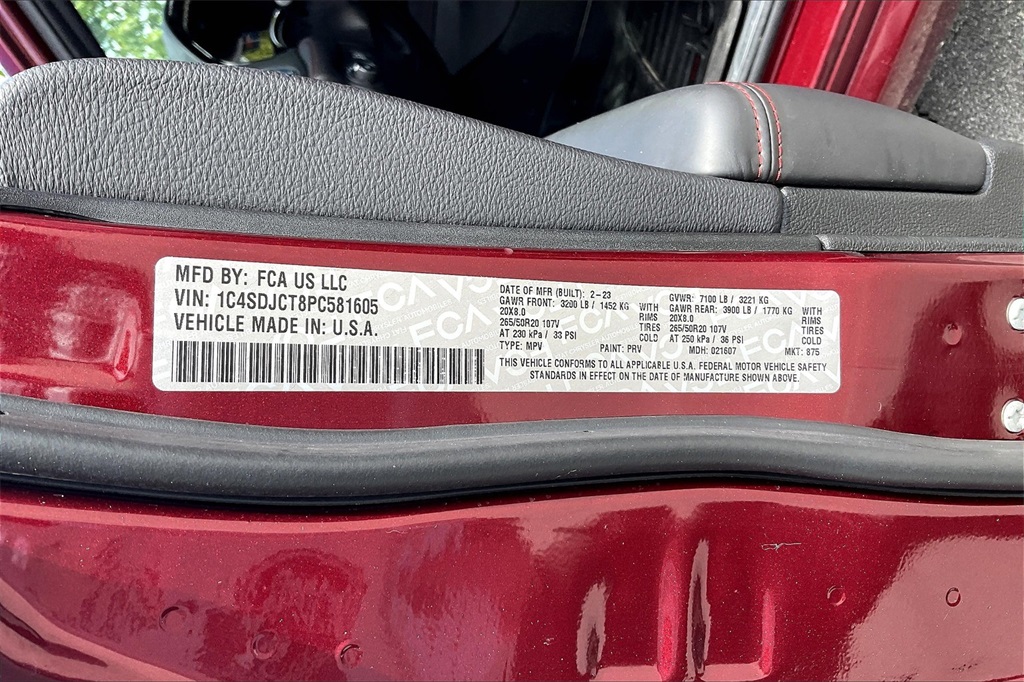 MFD BY: FCA US LLC
VIN: 1C4SDJCT8PC581605
VEHICLE MADE IN: U.S.A.
DATE OF MFR (BUILT): 2-23
GAWR FRONT: 3200 LB / 1452 KG WITH
20X8.0 RIMS
265/50R20 107V TIRES
AT 230 kPa / 33 PSI COLD
TYPE: MPV PAINT: PRV
GVWR: 7100 LB / 3221 KG
GAWR REAR: 3900 LB / 1770 KG WITH
20X8.0 RIMS
265/50R20 107V TIRES
AT 250 kPa / 36 PSI COLD
MDH: 021607 MKT: 875
THIS VEHICLE CONFORMS TO ALL APPLICABLE U.S.A. FEDERAL MOTOR VEHICLE SAFETY
STANDARDS IN EFFECT ON THE DATE OF MANUFACTURE SHOWN ABOVE.